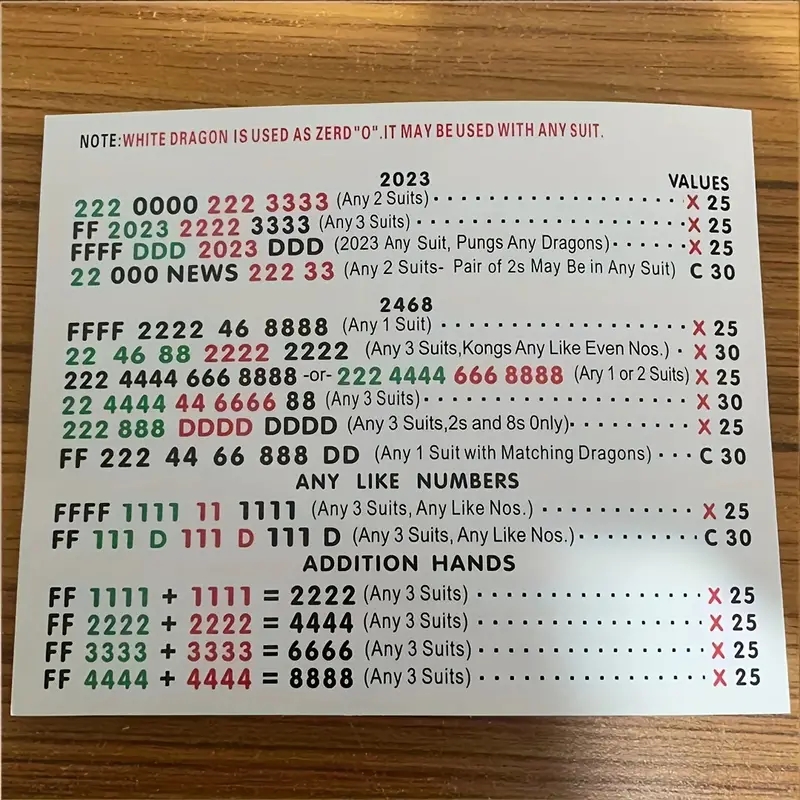 NOTE:WHITE DRAGON IS USED AS ZERD"O".IT MAY BE USED WITH ANY SUIT.
2023 VALUES
222 0000 222 3333 (Any 2 Suits) X 25
FF 2023 2222 3333 (Any 3 Suits) X 25
FFFF DDD 2023 DDD (2023 Any Suit, Pungs Any Dragons) X 25
22 000 NEWS 222 33 (Any 2 Suits- Pair of 2s May Be in Any Suit) C 30
2468
FFFF 2222 46 8888 (Any 1 Suit) X 25
22 46 88 2222 2222 (Any 3 Suits,Kongs Any Like Even Nos.) X 30
222 4444 666 8888 -or- 222 4444 666 8888 (Ary 1 or 2 Suits) X 25
22 4444 44 6666 88 (Any 3 Suits) X 30
222 888 DDDD DDDD (Any 3 Suits,2s and 8s Only) X 25
FF 222 44 66 888 DD (Any 1 Suit with Matching Dragons) C 30
ANY LIKE NUMBERS
FFFF 1111 11 1111 (Any 3 Suits, Any Like Nos.) X 25
FF 111 D 111 D 111 D (Any 3 Suits, Any Like Nos.) C 30
ADDITION HANDS
FF 1111 + 1111 = 2222 (Any 3 Suits) X 25
FF 2222 + 2222 = 4444 (Any 3 Suits) X 25
FF 3333 + 3333 = 6666 (Any 3 Suits) X 25
FF 4444 + 4444 = 8888 (Any 3 Suits) X 25